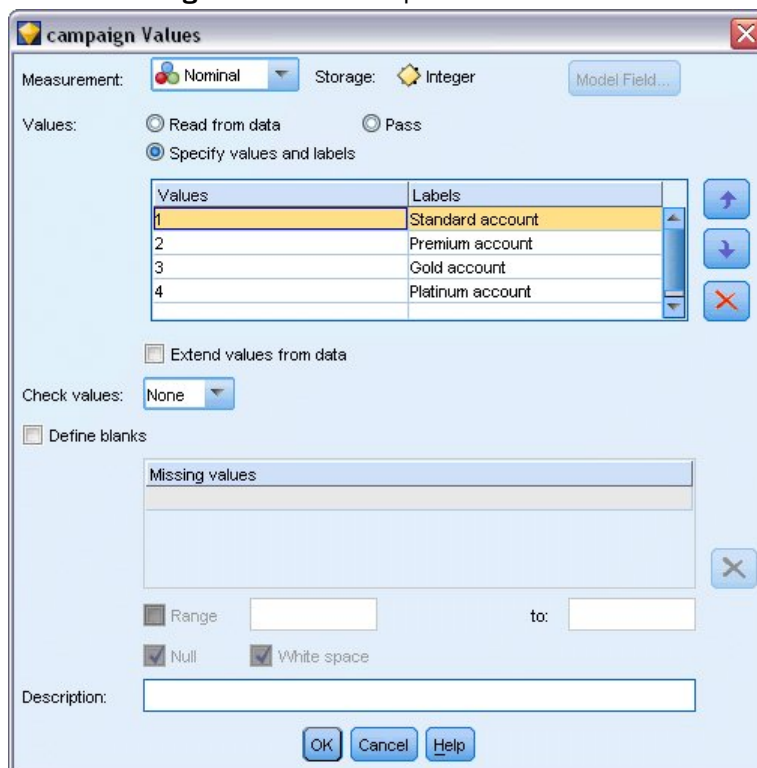 campaign Values
Measurement: Nominal Storage: Integer Model Field...
Values: Read from data Pass
Specify values and labels
Values Labels
1 Standard account
2 Premium account
3 Gold account
4 Platinum account
Extend values from data
Check values: None
Define blanks
Missing values
Range to:
Null White space
Description:
OK Cancel Help